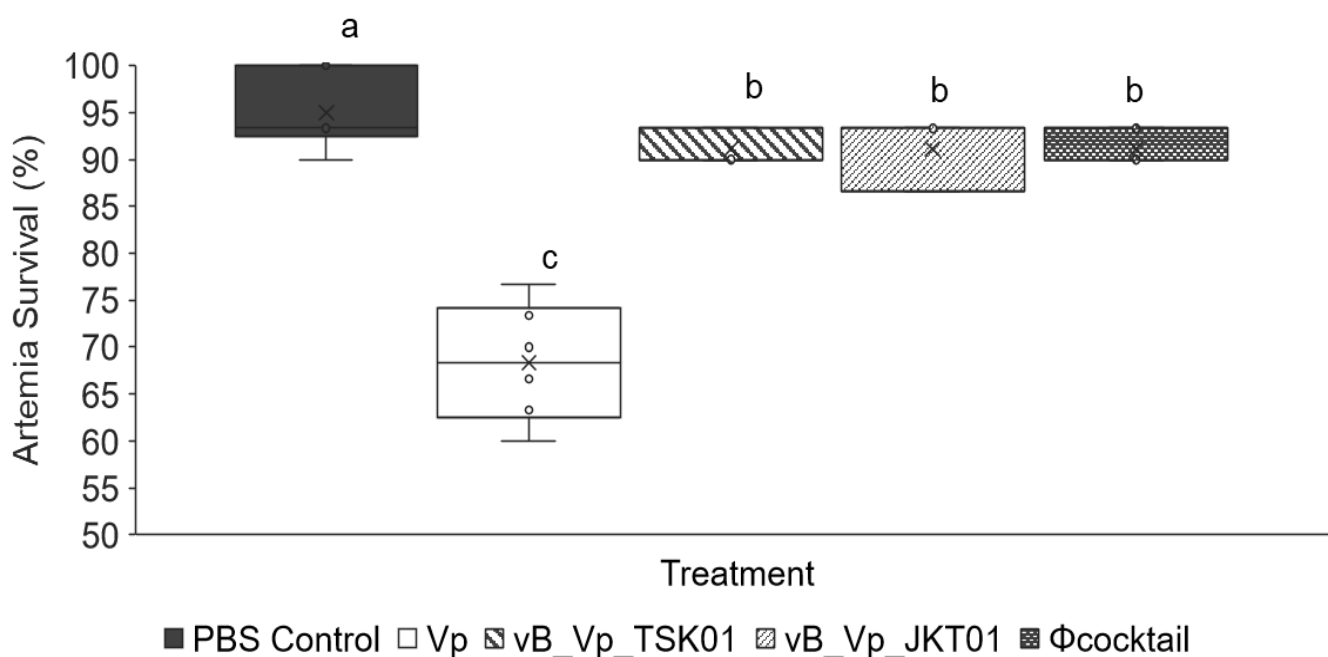 a
b b b
c
100
95
90
85
80
75
70
65
60
55
50
Artemia Survival (%)
Treatment
PBS Control Vp vB_Vp_TSK01 vB_Vp_JKT01 Φcocktail